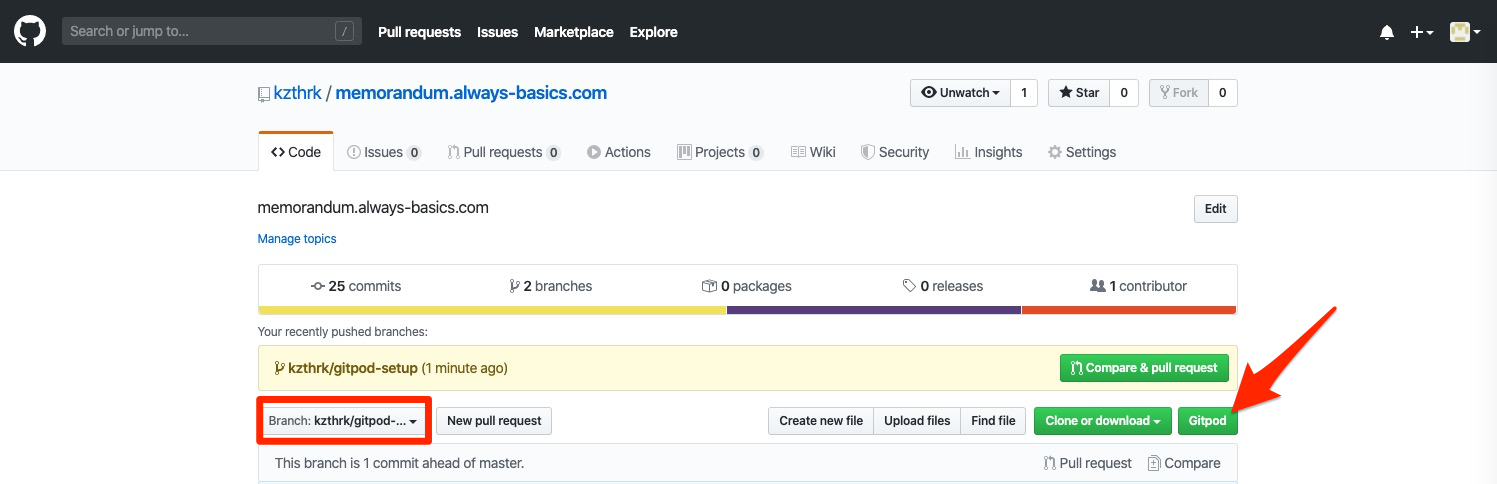 Search or jump to... / Pull requests Issues Marketplace Explore
kzthrk / memorandum.always-basics.com Unwatch 1 Star 0 Fork 0
Code Issues 0 Pull requests 0 Actions Projects 0 Wiki Security Insights Settings
memorandum.always-basics.com Edit
Manage topics
25 commits 2 branches 0 packages 0 releases 1 contributor
Your recently pushed branches:
kzthrk/gitpod-setup (1 minute ago) Compare & pull request
Branch: kzthrk/gitpod-... New pull request Create new file Upload files Find file Clone or download Gitpod
This branch is 1 commit ahead of master. Pull request Compare